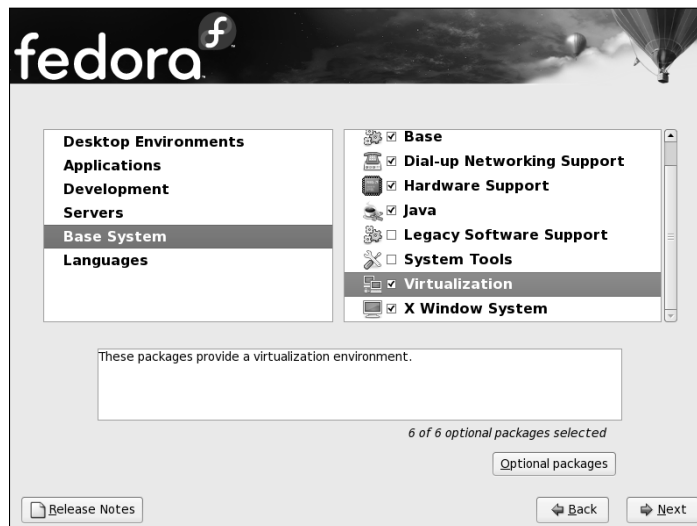 fedora
Desktop Environments
Applications
Development
Servers
Base System
Languages
Base
Dial-up Networking Support
Hardware Support
Java
Legacy Software Support
System Tools
Virtualization
X Window System
These packages provide a virtualization environment.
6 of 6 optional packages selected
Optional packages
Release Notes
Back
Next